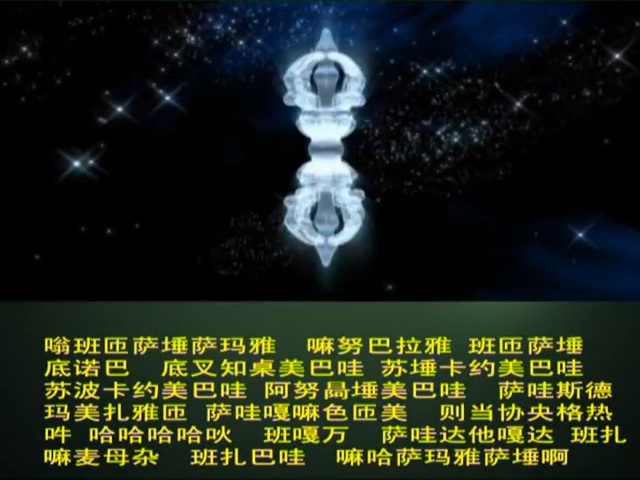 嗡班匝萨埵萨玛雅 嘛努巴拉雅 班匝萨埵
底诺巴 底叉知桌美巴哇 苏埵卡约美巴哇
苏波卡约美巴哇 阿努晶埵美巴哇 萨哇斯德
玛美扎雅匝 萨哇嘎嘛色匝美 则当协央格热
吽 哈哈哈哈吙 班嘎万 萨哇达他嘎达 班扎
嘛麦母杂 班扎巴哇 嘛哈萨玛雅萨埵啊